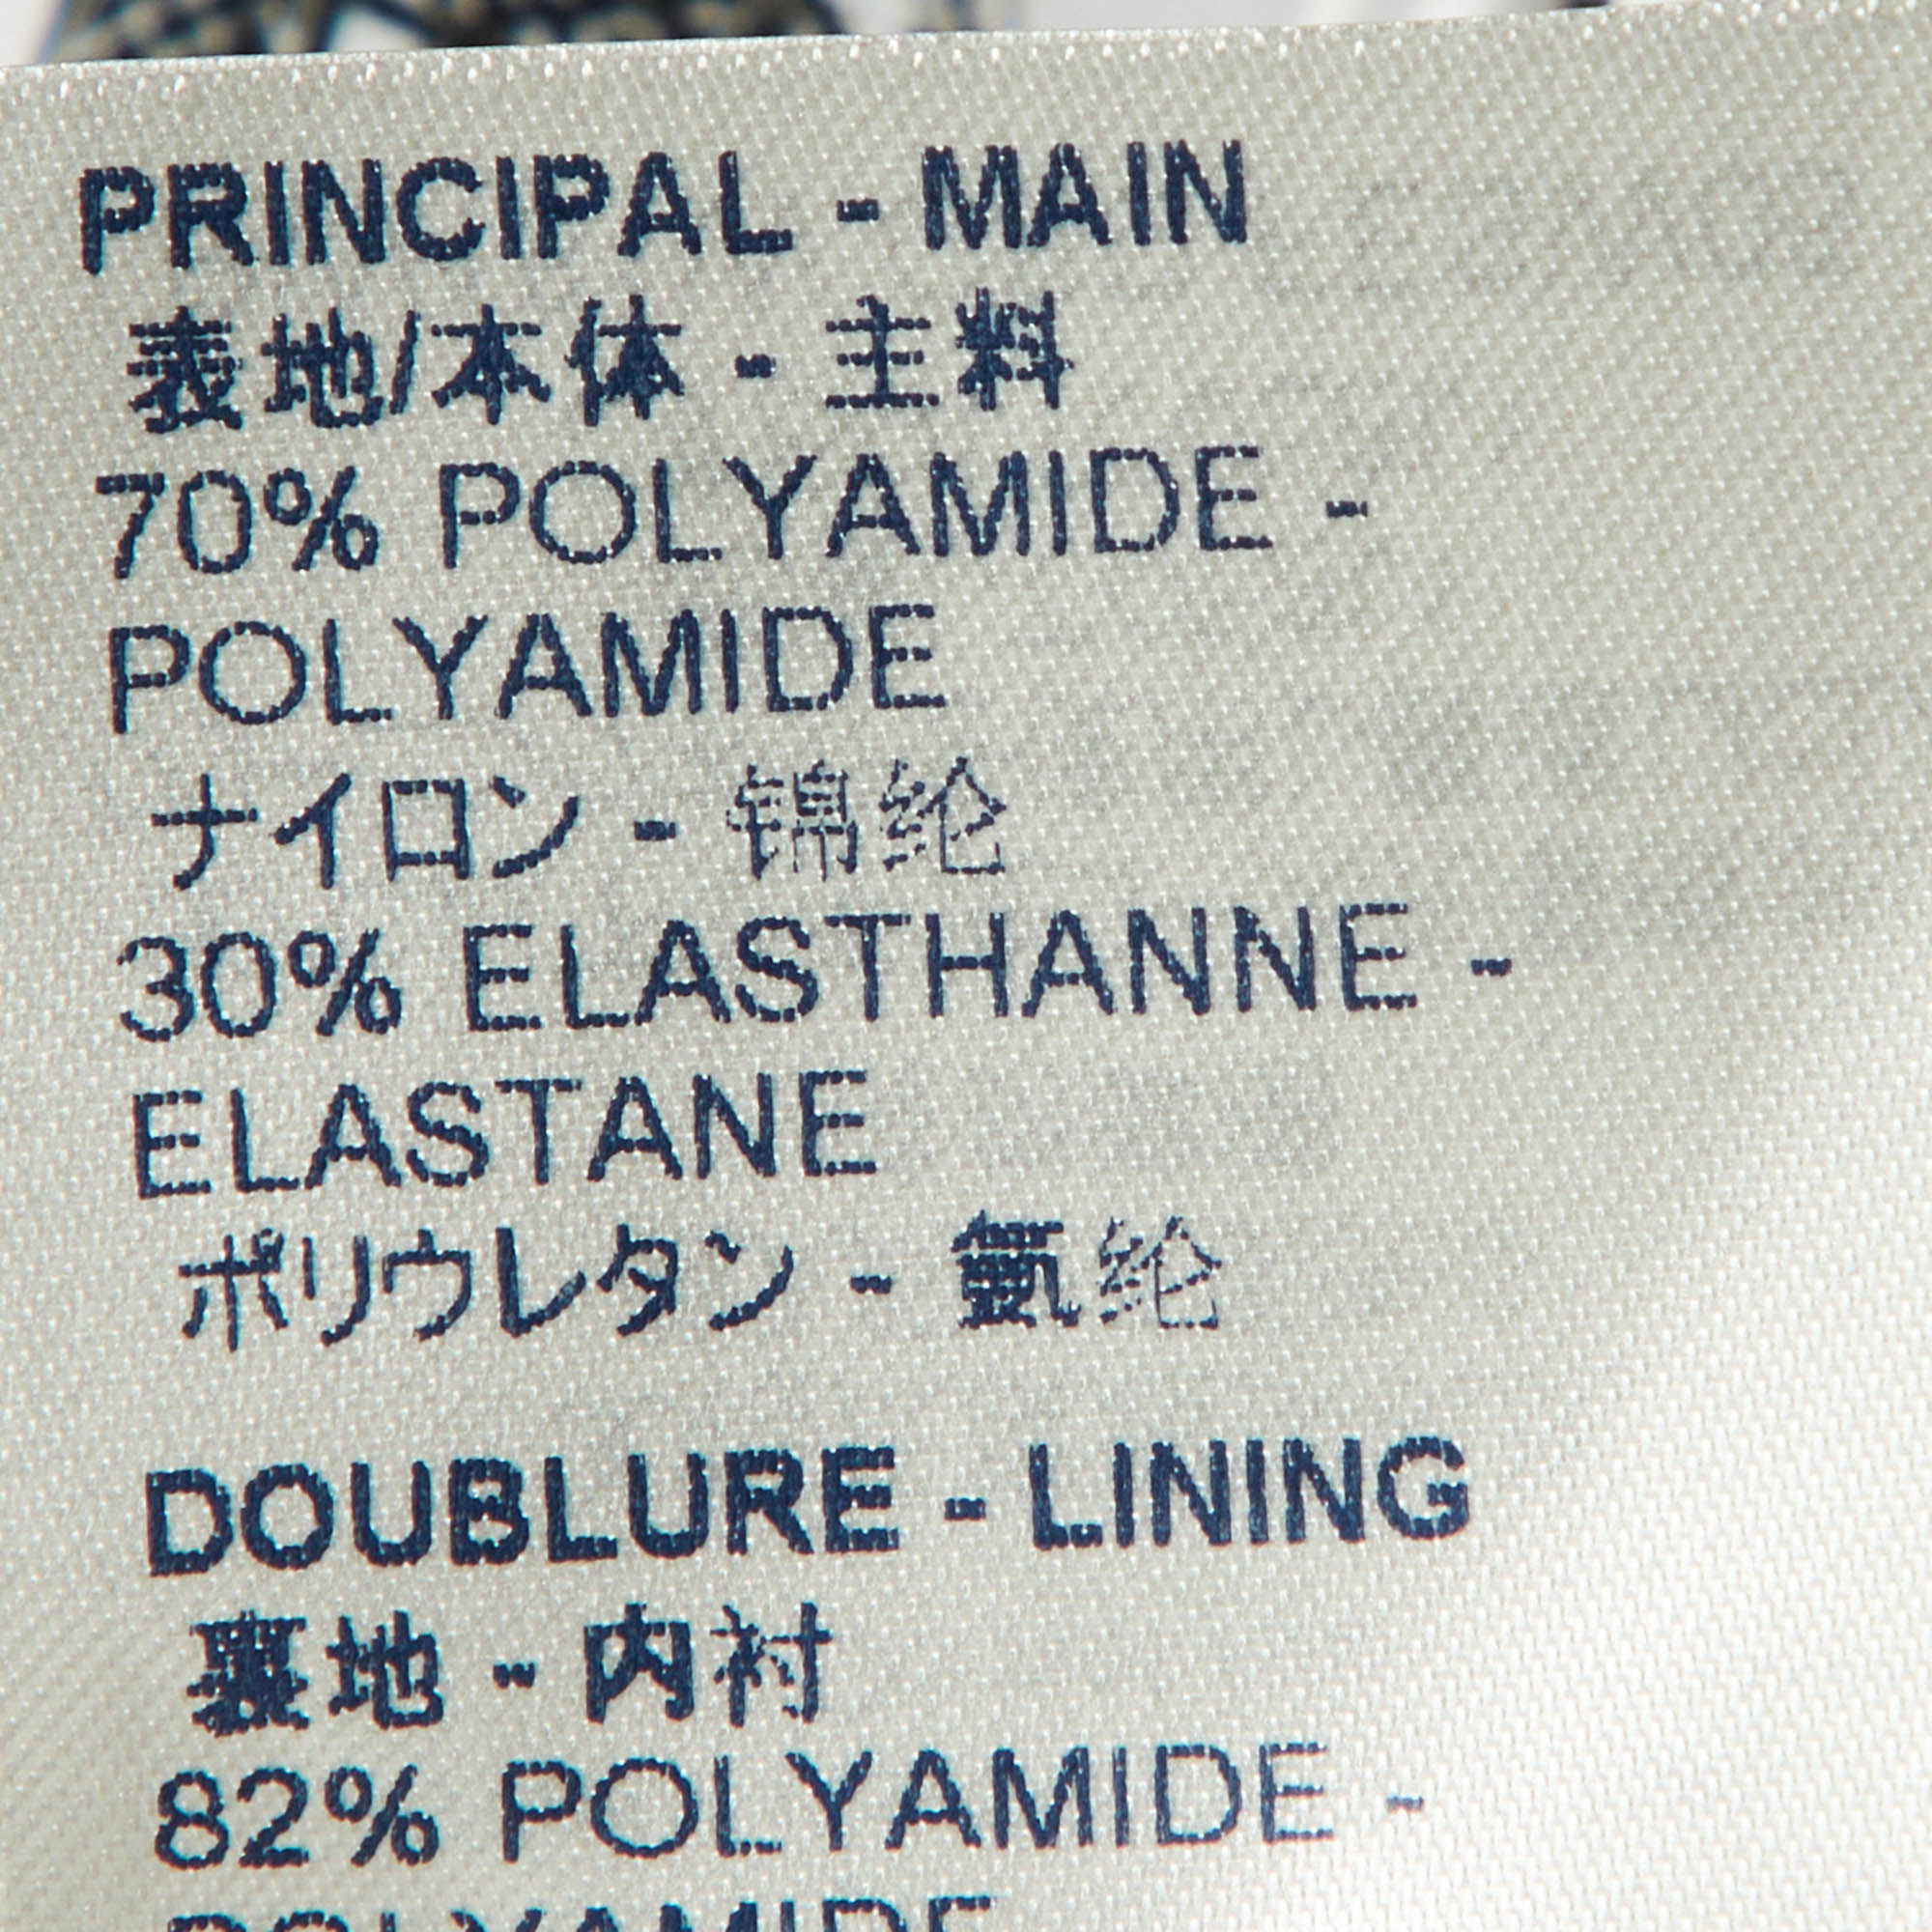 PRINCIPAL - MAIN
表地/本体 - 主料
70% POLYAMIDE -
POLYAMIDE
ナイロン - 锦纶
30% ELASTHANNE -
ELASTANE
ポリウレタン - 氨纶
DOUBLURE - LINING
裏地 - 内衬
82% POLYAMIDE -
POLYAMIDE